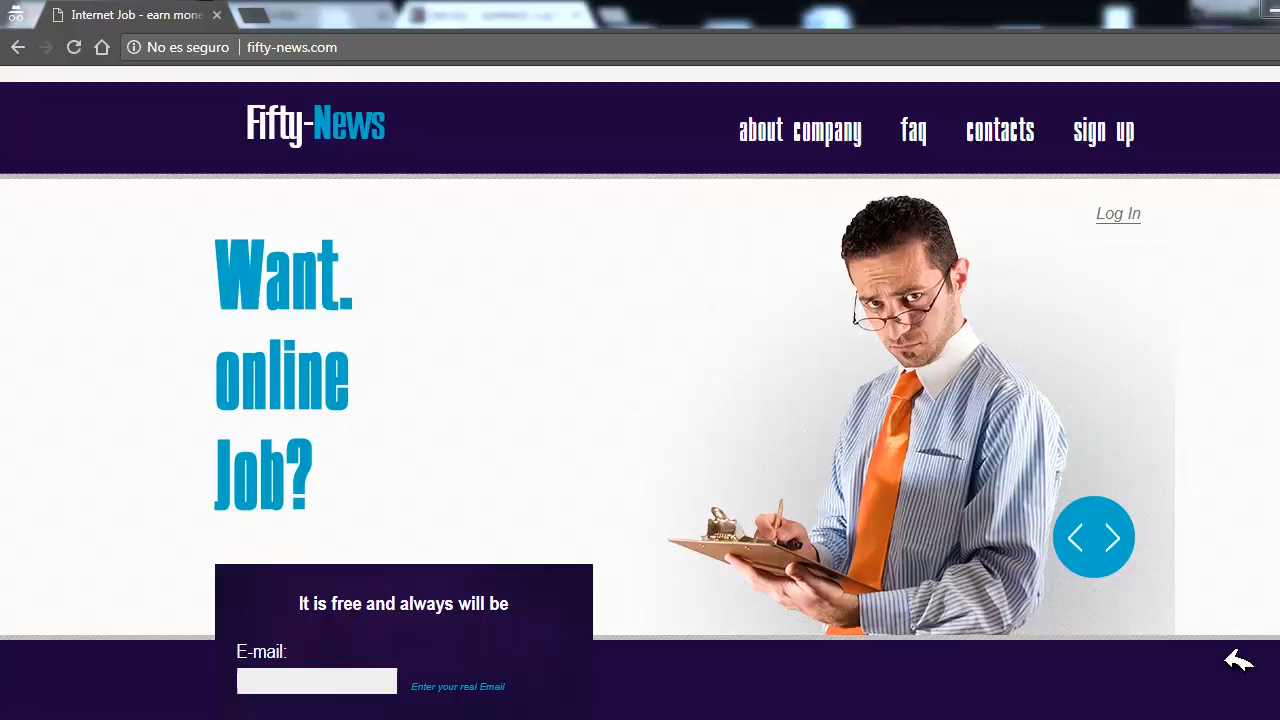 Internet Job - earn mone
No es seguro
fifty-news.com
Fifty-News
about company
faq
contacts
sign up
Log In
Want.
online
Job?
It is free and always will be
E-mail:
Enter your real Email